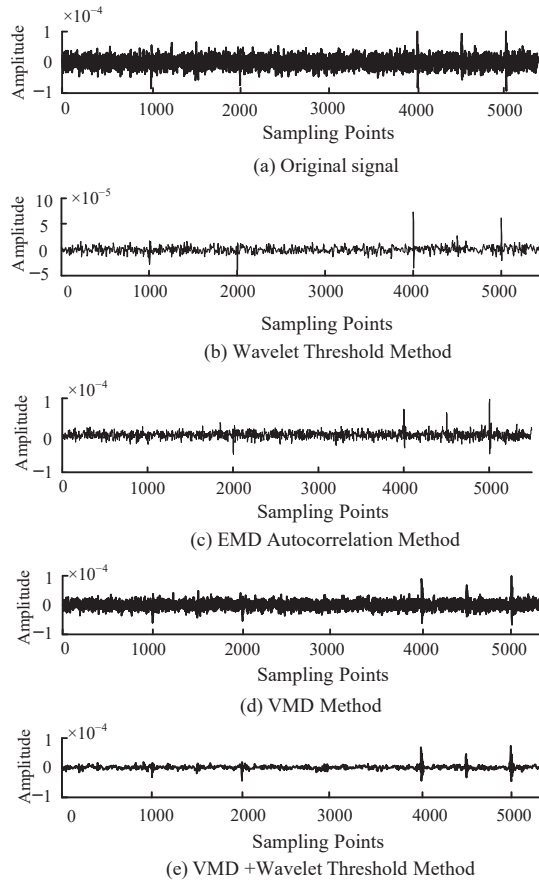 ×10⁻⁴
Amplitude
1
0
−1
0 1000 2000 3000 4000 5000
Sampling Points
(a) Original signal
×10⁻⁵
Amplitude
10
5
0
−5
0 1000 2000 3000 4000 5000
Sampling Points
(b) Wavelet Threshold Method
×10⁻⁴
Amplitude
1
0
−1
0 1000 2000 3000 4000 5000
Sampling Points
(c) EMD Autocorrelation Method
×10⁻⁴
Amplitude
1
0
−1
0 1000 2000 3000 4000 5000
Sampling Points
(d) VMD Method
×10⁻⁴
Amplitude
1
0
−1
0 1000 2000 3000 4000 5000
Sampling Points
(e) VMD +Wavelet Threshold Method